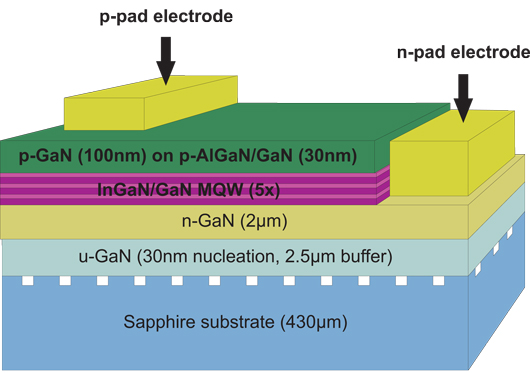 p-pad electrode
n-pad electrode
p-GaN (100nm) on p-AlGaN/GaN (30nm)
InGaN/GaN MQW (5x)
n-GaN (2μm)
u-GaN (30nm nucleation, 2.5μm buffer)
Sapphire substrate (430μm)